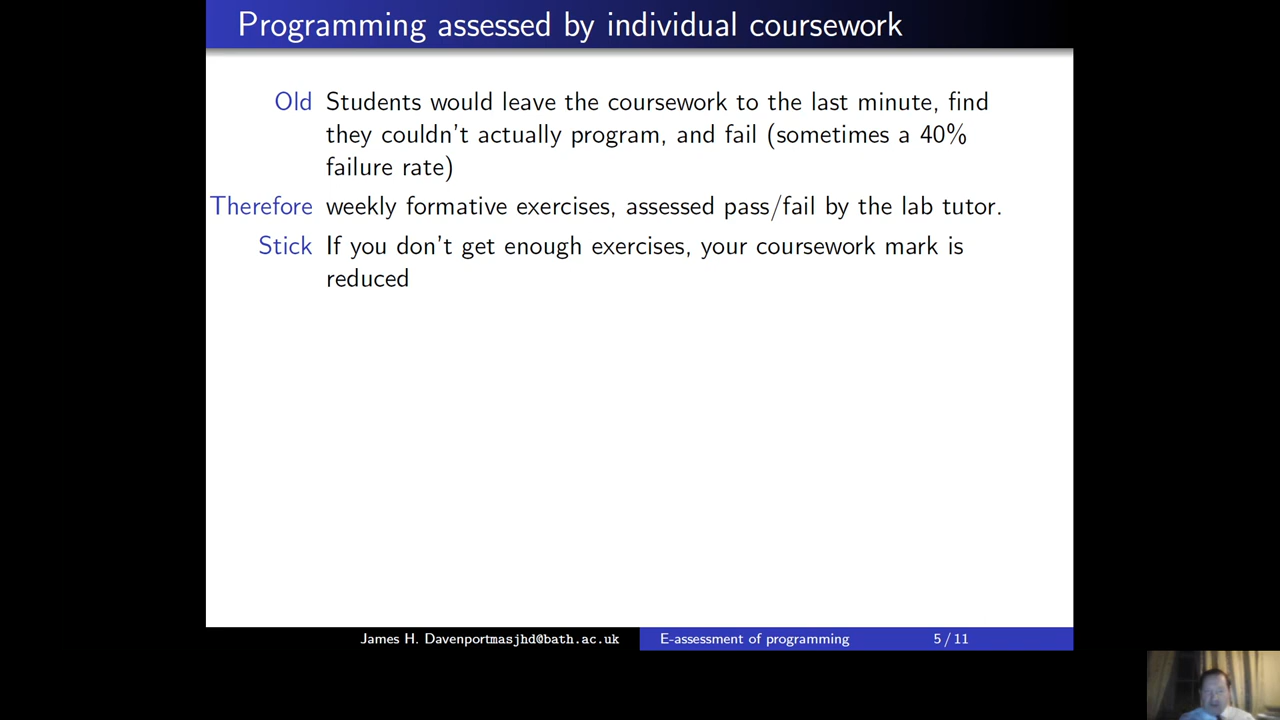 Programming assessed by individual coursework
Old Students would leave the coursework to the last minute, find
they couldn't actually program, and fail (sometimes a 40%
failure rate)
Therefore weekly formative exercises, assessed pass/fail by the lab tutor.
Stick If you don't get enough exercises, your coursework mark is
reduced
James H. Davenportmasjhd@bath.ac.uk E-assessment of programming 5 / 11